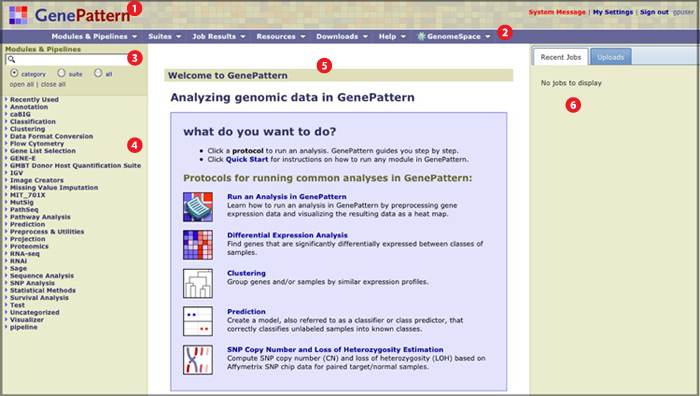 GenePattern
1
System Message | My Settings | Sign out gpuser
Modules & Pipelines Suites Job Results Resources Downloads Help GenomeSpace
2
Modules & Pipelines
3
category suite all
open all | close all
Recently Used
Annotation
caBIG
Classification
Clustering
Data Format Conversion
Flow Cytometry
Gene List Selection
4
GENE-E
GMBT Donor Host Quantification Suite
IGV
Image Creators
Missing Value Imputation
MIT_701X
MutSig
PathSeq
Pathway Analysis
Prediction
Preprocess & Utilities
Projection
Proteomics
RNA-seq
RNAi
Sage
Sequence Analysis
SNP Analysis
Statistical Methods
Survival Analysis
Test
Uncategorized
Visualizer
pipeline
5
Welcome to GenePattern
Analyzing genomic data in GenePattern
what do you want to do?
• Click a protocol to run an analysis. GenePattern guides you step by step.
• Click Quick Start for instructions on how to run any module in GenePattern.
Protocols for running common analyses in GenePattern:
Run an Analysis in GenePattern
Learn how to run an analysis in GenePattern by preprocessing gene
expression data and visualizing the resulting data as a heat map.
Differential Expression Analysis
Find genes that are significantly differentially expressed between classes of
samples.
Clustering
Group genes and/or samples by similar expression profiles.
Prediction
Create a model, also referred to as a classifier or class predictor, that
correctly classifies unlabeled samples into known classes.
SNP Copy Number and Loss of Heterozygosity Estimation
Compute SNP copy number (CN) and loss of heterozygosity (LOH) based on
Affymetrix SNP chip data for paired target/normal samples.
Recent Jobs Uploads
No jobs to display
6